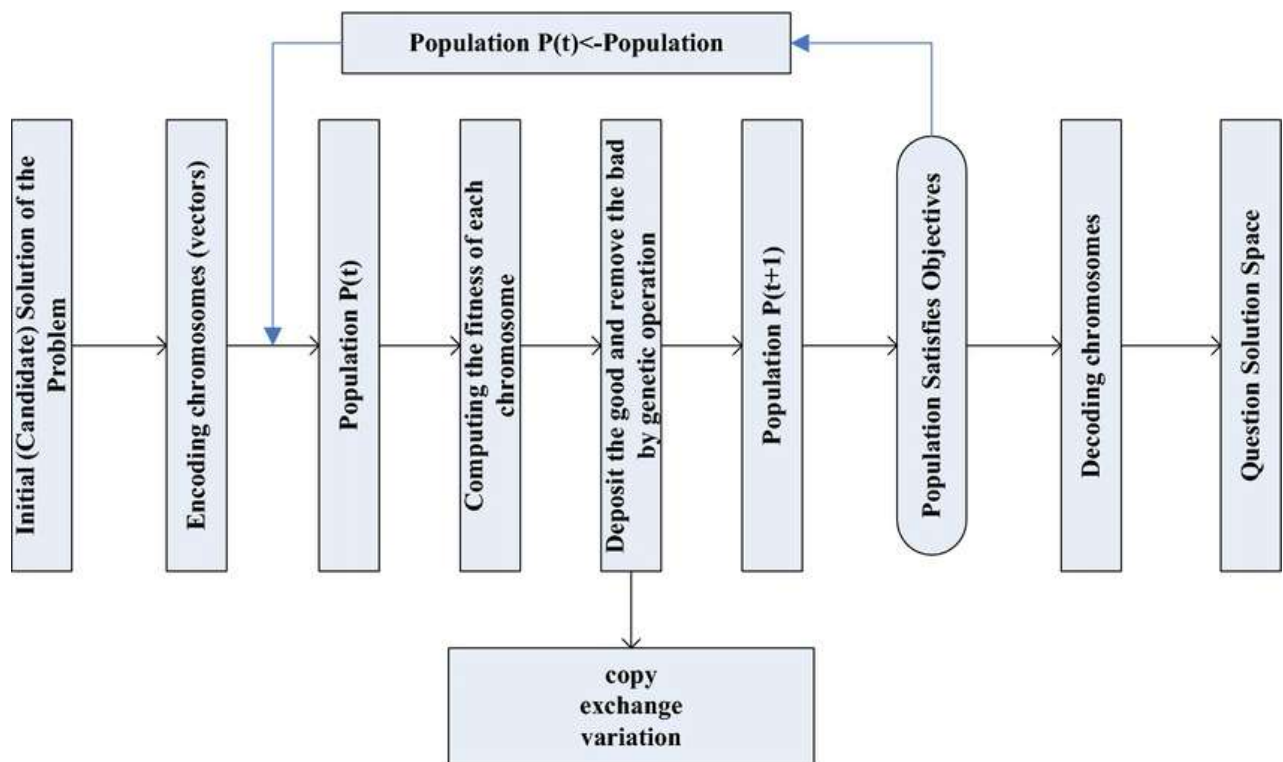 Population P(t)<-Population
Initial (Candidate) Solution of the
Problem
Encoding chromosomes (vectors)
Population P(t)
Computing the fitness of each
chromosome
Deposit the good and remove the bad
by genetic operation
Population P(t+1)
Population Satisfies Objectives
Decoding chromosomes
Question Solution Space
copy
exchange
variation